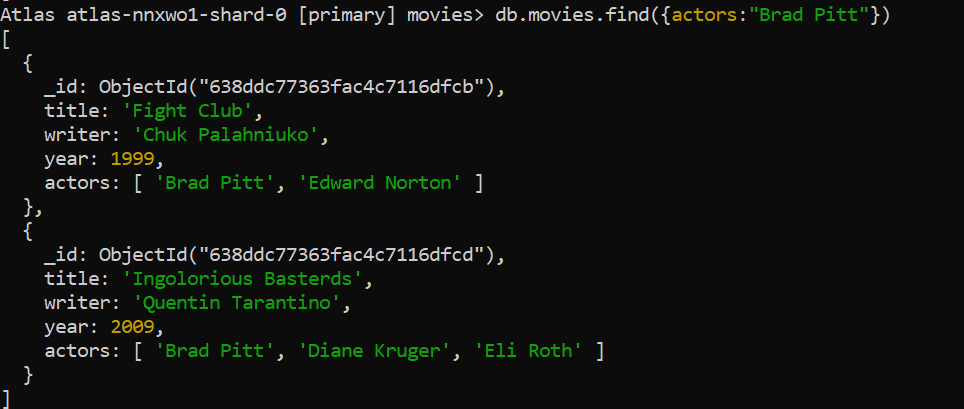 Atlas atlas-nnxwo1-shard-0 [primary] movies> db.movies.find({actors:"Brad Pitt"})
[
  {
    _id: ObjectId("638ddc77363fac4c7116dfcb"),
    title: 'Fight Club',
    writer: 'Chuk Palahniuko',
    year: 1999,
    actors: [ 'Brad Pitt', 'Edward Norton' ]
  },
  {
    _id: ObjectId("638ddc77363fac4c7116dfcd"),
    title: 'Ingolorious Basterds',
    writer: 'Quentin Tarantino',
    year: 2009,
    actors: [ 'Brad Pitt', 'Diane Kruger', 'Eli Roth' ]
  }
]